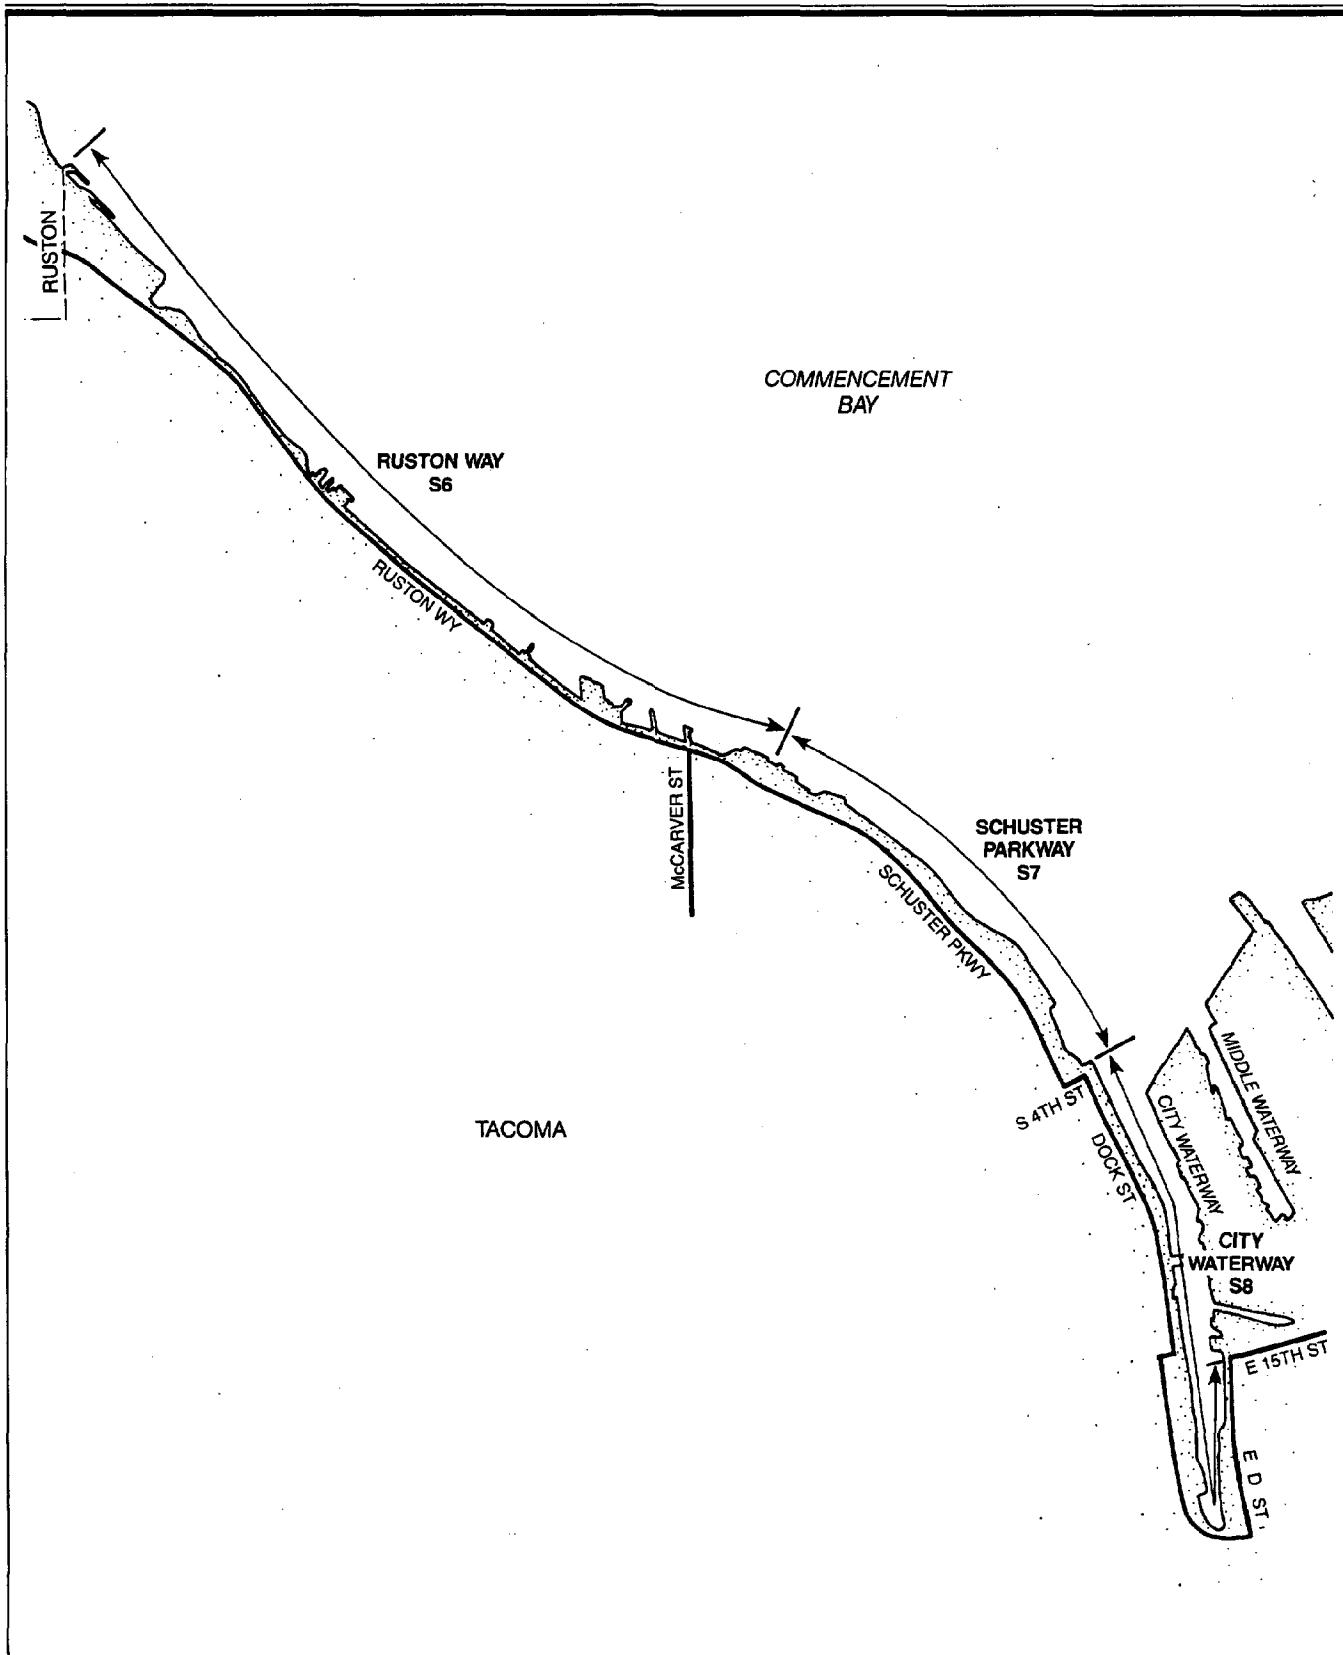 RUSTON
COMMENCEMENT
BAY
RUSTON WAY
S6
RUSTON WY
McCARVER ST
SCHUSTER
PARKWAY
S7
SCHUSTER PKWY
MIDDLE WATERWAY
CITY WATERWAY
S 4TH ST
TACOMA
DOCK ST
CITY
WATERWAY
S8
E 15TH ST
E D ST